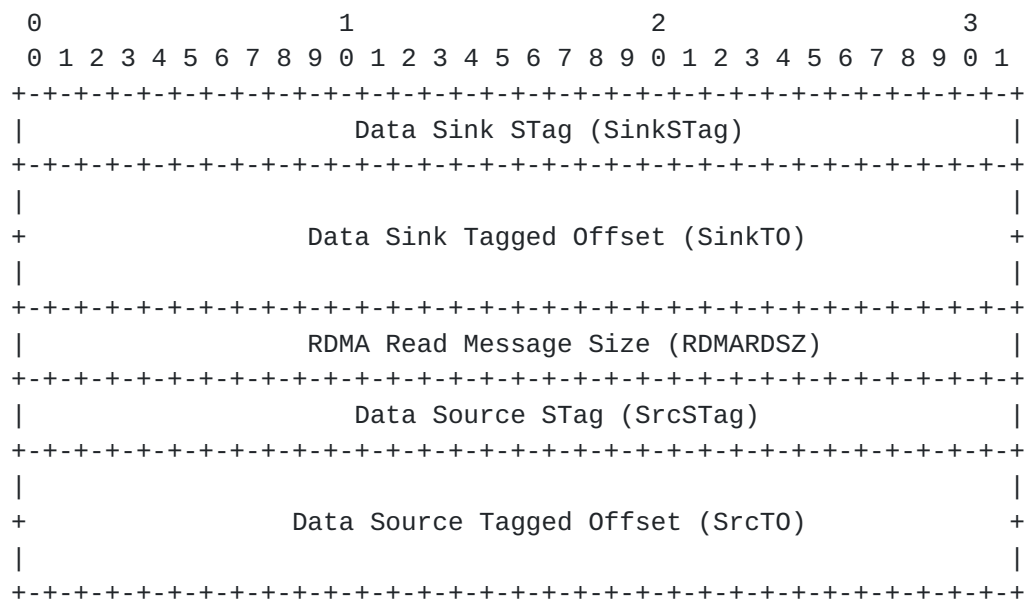 0                   1                   2                   3
 0 1 2 3 4 5 6 7 8 9 0 1 2 3 4 5 6 7 8 9 0 1 2 3 4 5 6 7 8 9 0 1
+-+-+-+-+-+-+-+-+-+-+-+-+-+-+-+-+-+-+-+-+-+-+-+-+-+-+-+-+-+-+-+-+
|                     Data Sink STag (SinkSTag)                 |
+-+-+-+-+-+-+-+-+-+-+-+-+-+-+-+-+-+-+-+-+-+-+-+-+-+-+-+-+-+-+-+-+
|                                                               |
+                  Data Sink Tagged Offset (SinkTO)             +
|                                                               |
+-+-+-+-+-+-+-+-+-+-+-+-+-+-+-+-+-+-+-+-+-+-+-+-+-+-+-+-+-+-+-+-+
|                  RDMA Read Message Size (RDMARDSZ)            |
+-+-+-+-+-+-+-+-+-+-+-+-+-+-+-+-+-+-+-+-+-+-+-+-+-+-+-+-+-+-+-+-+
|                     Data Source STag (SrcSTag)                |
+-+-+-+-+-+-+-+-+-+-+-+-+-+-+-+-+-+-+-+-+-+-+-+-+-+-+-+-+-+-+-+-+
|                                                               |
+                 Data Source Tagged Offset (SrcTO)             +
|                                                               |
+-+-+-+-+-+-+-+-+-+-+-+-+-+-+-+-+-+-+-+-+-+-+-+-+-+-+-+-+-+-+-+-+